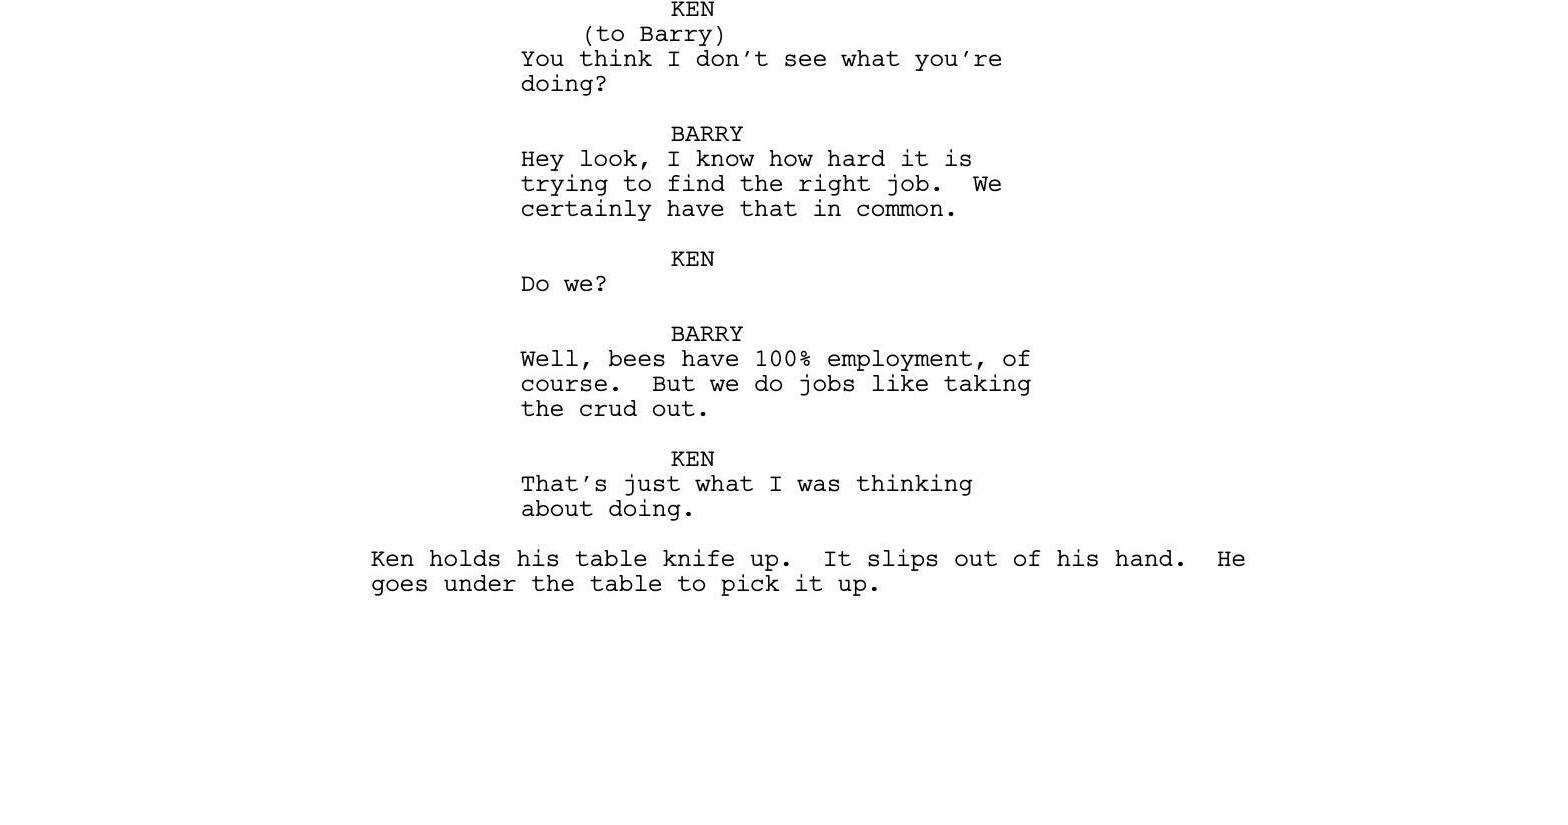 KEN
(to Barry)
You think I don’t see what you’re
doing?
BARRY
Hey look, I know how hard it is
trying to find the right job.  We
certainly have that in common.
KEN
Do we?
BARRY
Well, bees have 100% employment, of
course.  But we do jobs like taking
the crud out.
KEN
That’s just what I was thinking
about doing.
Ken holds his table knife up.  It slips out of his hand.  He
goes under the table to pick it up.